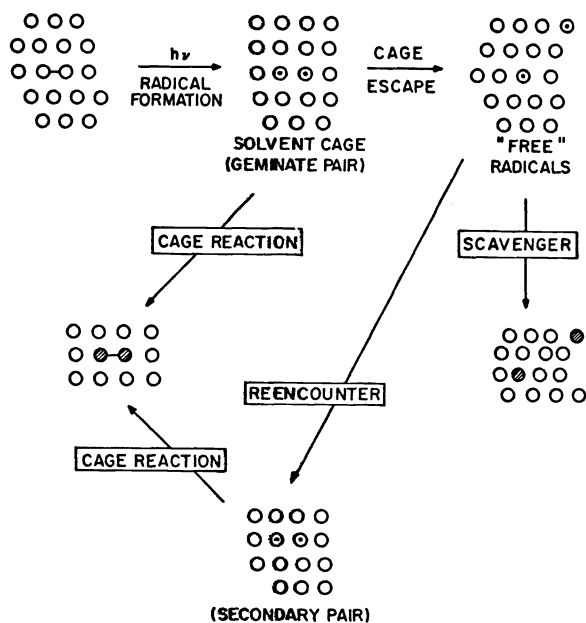 hν
RADICAL
FORMATION
CAGE
ESCAPE
SOLVENT CAGE
(GEMINATE PAIR)
"FREE"
RADICALS
CAGE REACTION
SCAVENGER
REENCOUNTER
CAGE REACTION
(SECONDARY PAIR)